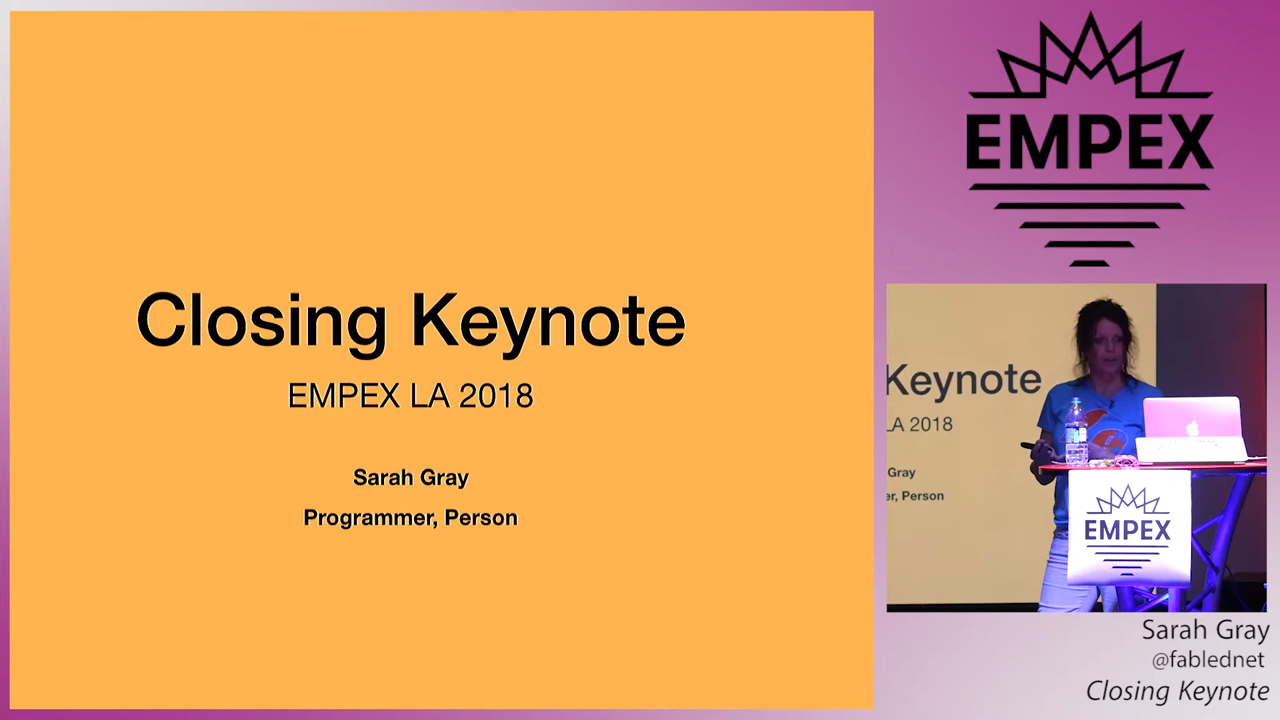 Closing Keynote
EMPEX LA 2018
Sarah Gray
Programmer, Person
EMPEX
Keynote
LA 2018
Gray
er, Person
EMPEX
Sarah Gray
@fablednet
Closing Keynote